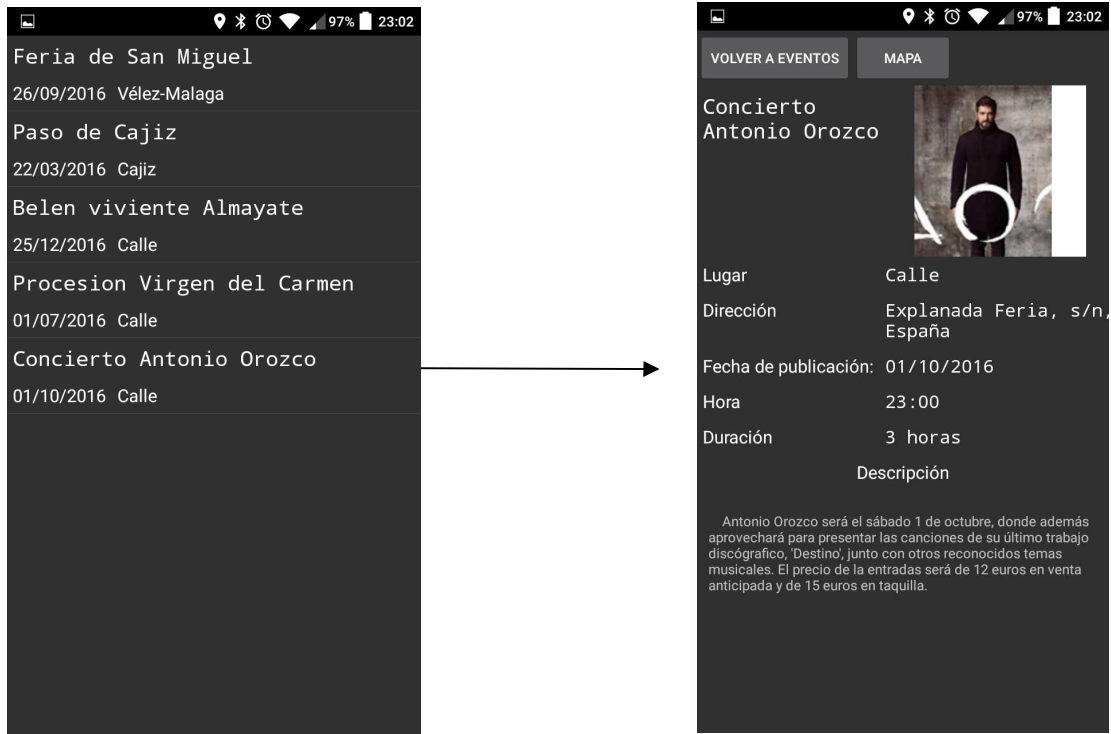 97% 23:02
Feria de San Miguel
26/09/2016 Vélez-Malaga
Paso de Cajiz
22/03/2016 Cajiz
Belen viviente Almayate
25/12/2016 Calle
Procesion Virgen del Carmen
01/07/2016 Calle
Concierto Antonio Orozco
01/10/2016 Calle
97% 23:02
VOLVER A EVENTOS MAPA
Concierto
Antonio Orozco
Lugar Calle
Dirección Explanada Feria, s/n,
España
Fecha de publicación: 01/10/2016
Hora 23:00
Duración 3 horas
Descripción
Antonio Orozco será el sábado 1 de octubre, donde además
aprovechará para presentar las canciones de su último trabajo
discógrafico, 'Destino', junto con otros reconocidos temas
musicales. El precio de la entradas será de 12 euros en venta
anticipada y de 15 euros en taquilla.